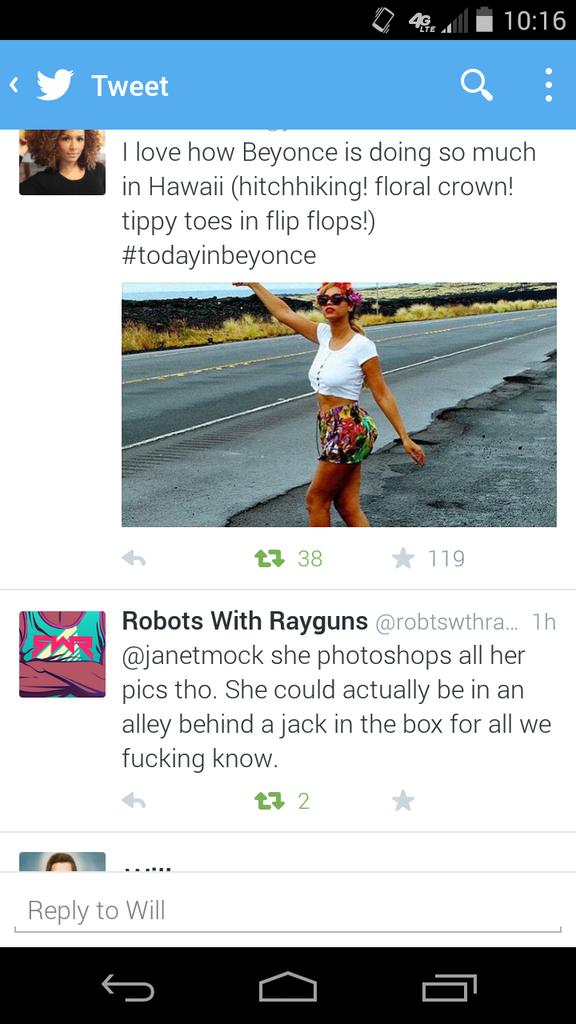 4G LTE 10:16
Tweet
I love how Beyonce is doing so much
in Hawaii (hitchhiking! floral crown!
tippy toes in flip flops!)
#todayinbeyonce
38 119
RWR
Robots With Rayguns @robtswthra... 1h
@janetmock she photoshops all her
pics tho. She could actually be in an
alley behind a jack in the box for all we
fucking know.
2
Will
Reply to Will